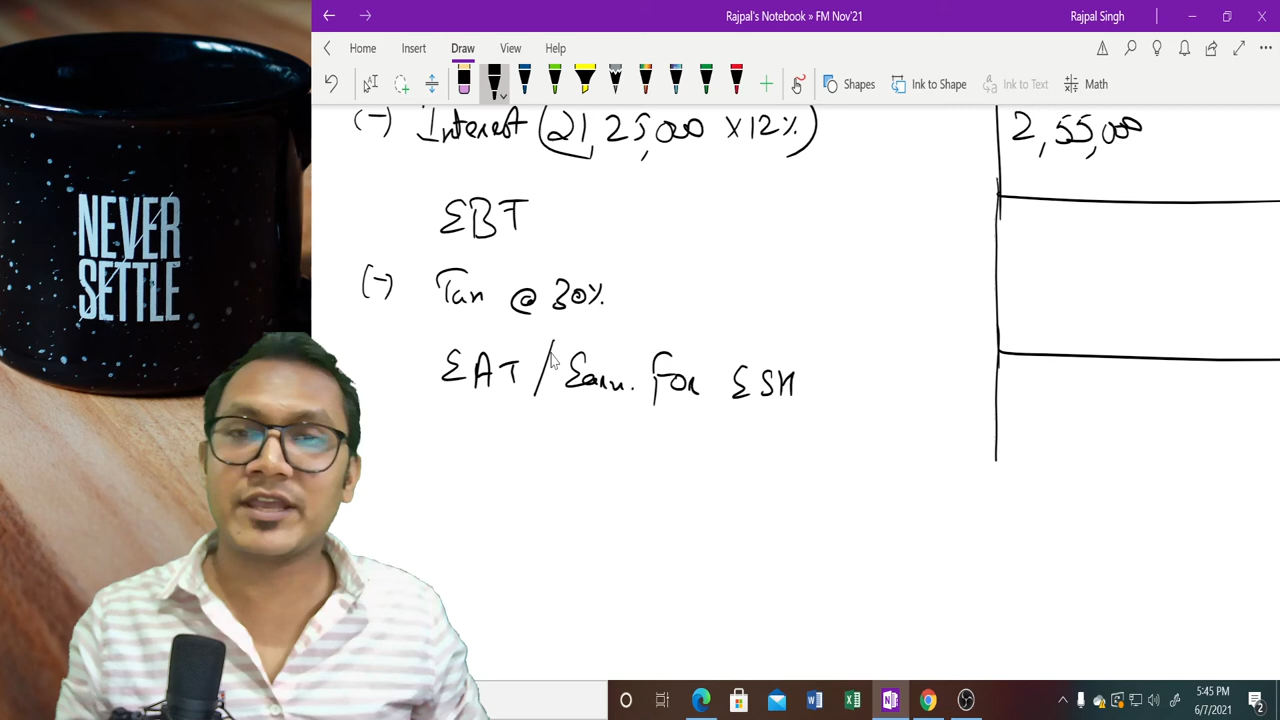 Rajpal's Notebook » FM Nov'21
Rajpal Singh
Home Insert Draw View Help
Shapes
Ink to Shape
Ink to Text
Math
(-) Interest (21,25,000 x 12%) 2,55,000
EBT
(-) Tax @ 30%
EAT / Earn. For ESH
NEVER
SETTLE
5:45 PM
6/7/2021
2